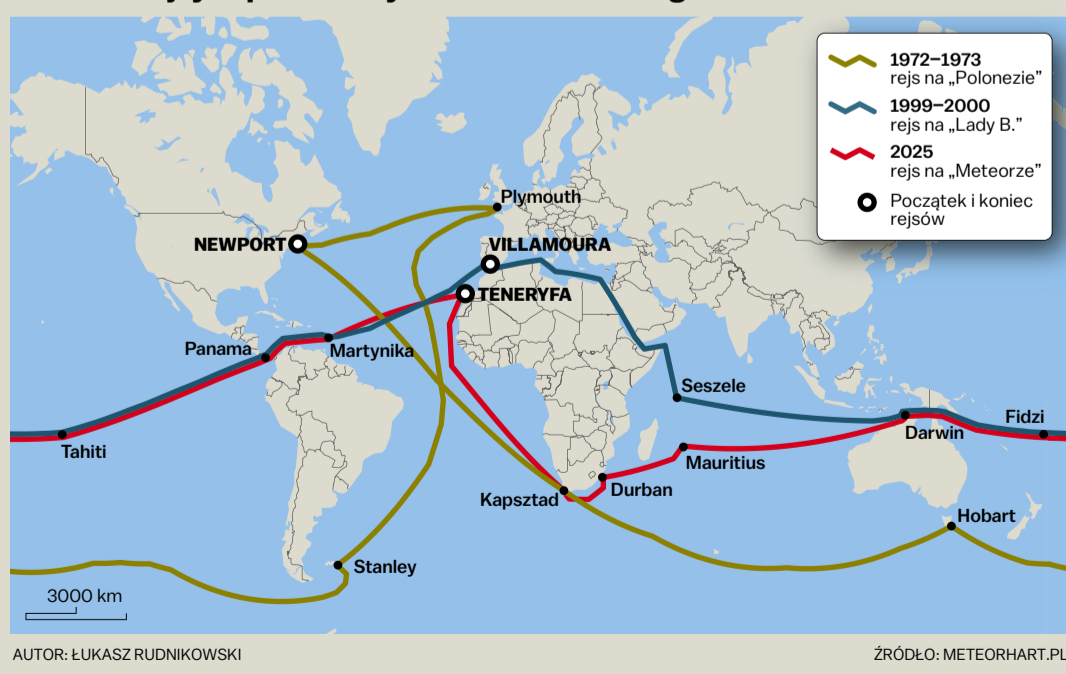 1972–1973
rejs na „Polonezie”
1999–2000
rejs na „Lady B.”
2025
rejs na „Meteorze”
Początek i koniec
rejsów
Plymouth
NEWPORT
VILLAMOURA
TENERYFA
Panama
Martynika
Seszele
Tahiti
Darwin
Fidzi
Mauritius
Kapsztad
Durban
Hobart
Stanley
3000 km
AUTOR: ŁUKASZ RUDNIKOWSKI
ŹRÓDŁO: METEORHART.PL